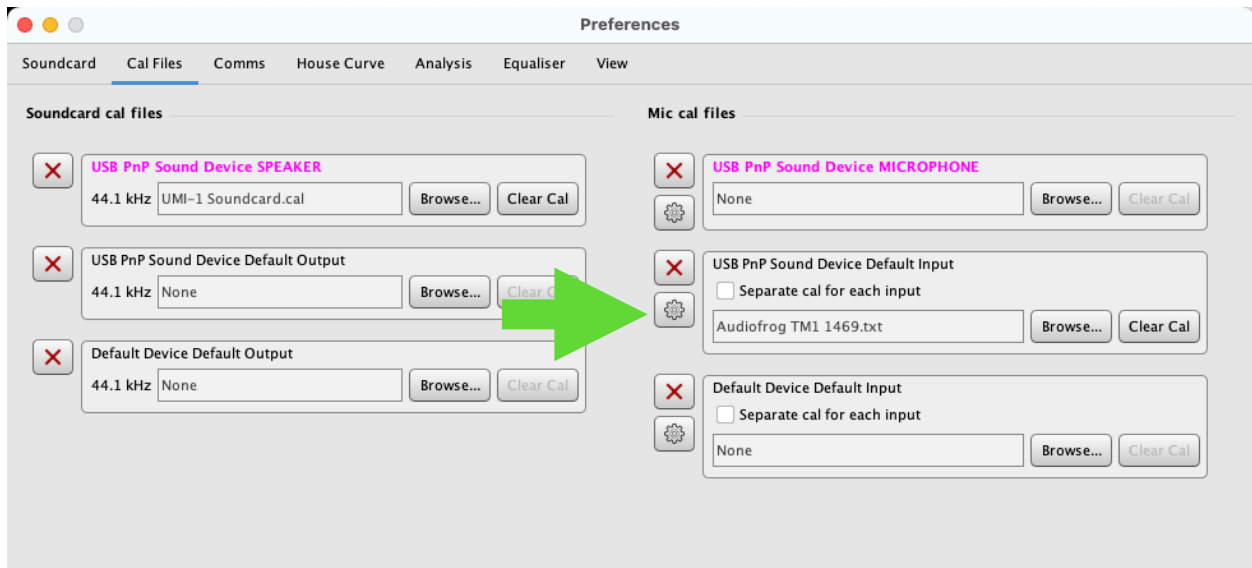 Preferences
Soundcard Cal Files Comms House Curve Analysis Equaliser View
Soundcard cal files
USB PnP Sound Device SPEAKER
44.1 kHz UMI-1 Soundcard.cal Browse... Clear Cal
USB PnP Sound Device Default Output
44.1 kHz None Browse... Clear
Default Device Default Output
44.1 kHz None Browse... Clear Cal
Mic cal files
USB PnP Sound Device MICROPHONE
None Browse... Clear Cal
USB PnP Sound Device Default Input
Separate cal for each input
Audiofrog TM1 1469.txt Browse... Clear Cal
Default Device Default Input
Separate cal for each input
None Browse... Clear Cal